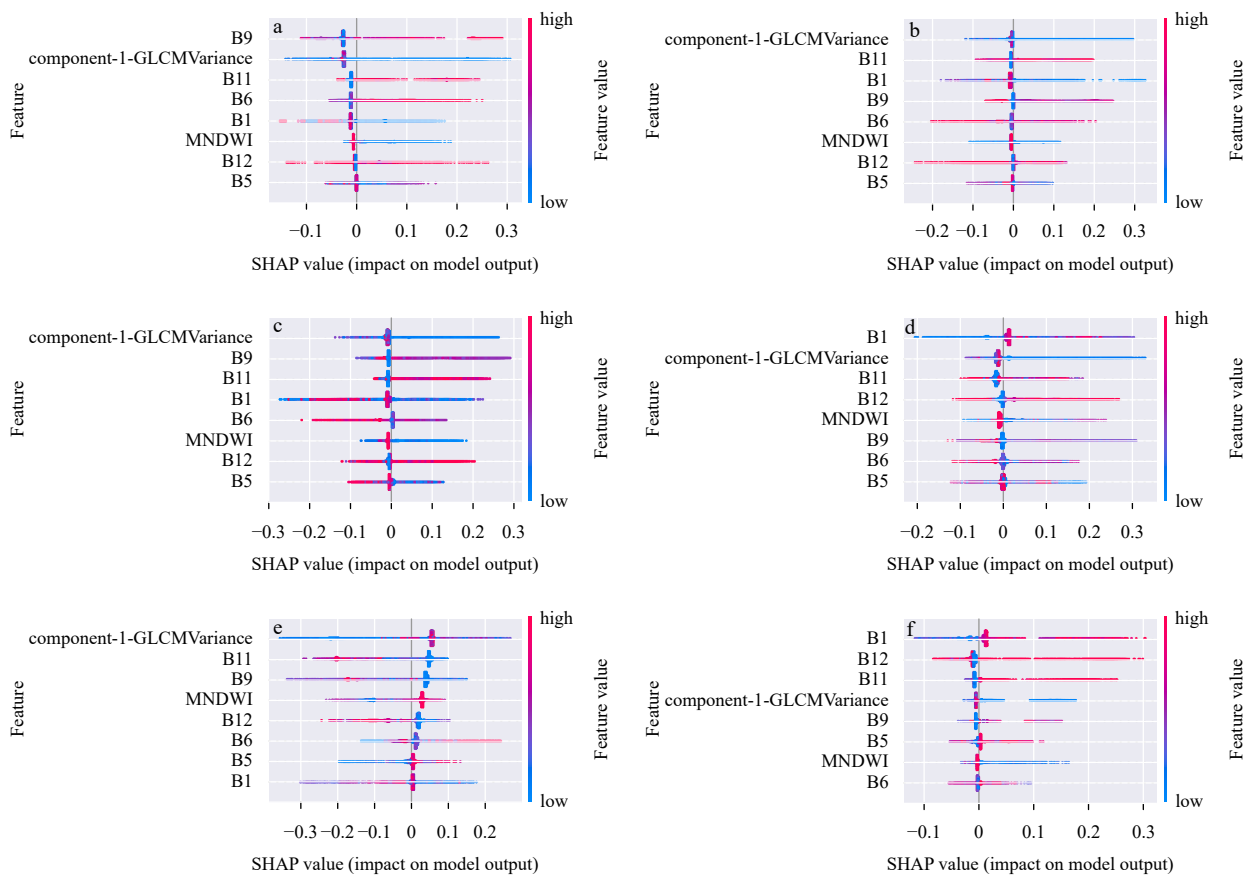 a
B9
component-1-GLCMVariance
B11
B6
B1
MNDWI
B12
B5
Feature
−0.1 0 0.1 0.2 0.3
SHAP value (impact on model output)
high
low
Feature value
b
component-1-GLCMVariance
B11
B1
B9
B6
MNDWI
B12
B5
Feature
−0.2 −0.1 0 0.1 0.2 0.3
SHAP value (impact on model output)
high
low
Feature value
c
component-1-GLCMVariance
B9
B11
B1
B6
MNDWI
B12
B5
Feature
−0.3 −0.2 −0.1 0 0.1 0.2 0.3
SHAP value (impact on model output)
high
low
Feature value
d
B1
component-1-GLCMVariance
B11
B12
MNDWI
B9
B6
B5
Feature
−0.2 −0.1 0 0.1 0.2 0.3
SHAP value (impact on model output)
high
low
Feature value
e
component-1-GLCMVariance
B11
B9
MNDWI
B12
B6
B5
B1
Feature
−0.3 −0.2 −0.1 0 0.1 0.2
SHAP value (impact on model output)
high
low
Feature value
f
B1
B12
B11
component-1-GLCMVariance
B9
B5
MNDWI
B6
Feature
−0.1 0 0.1 0.2 0.3
SHAP value (impact on model output)
high
low
Feature value